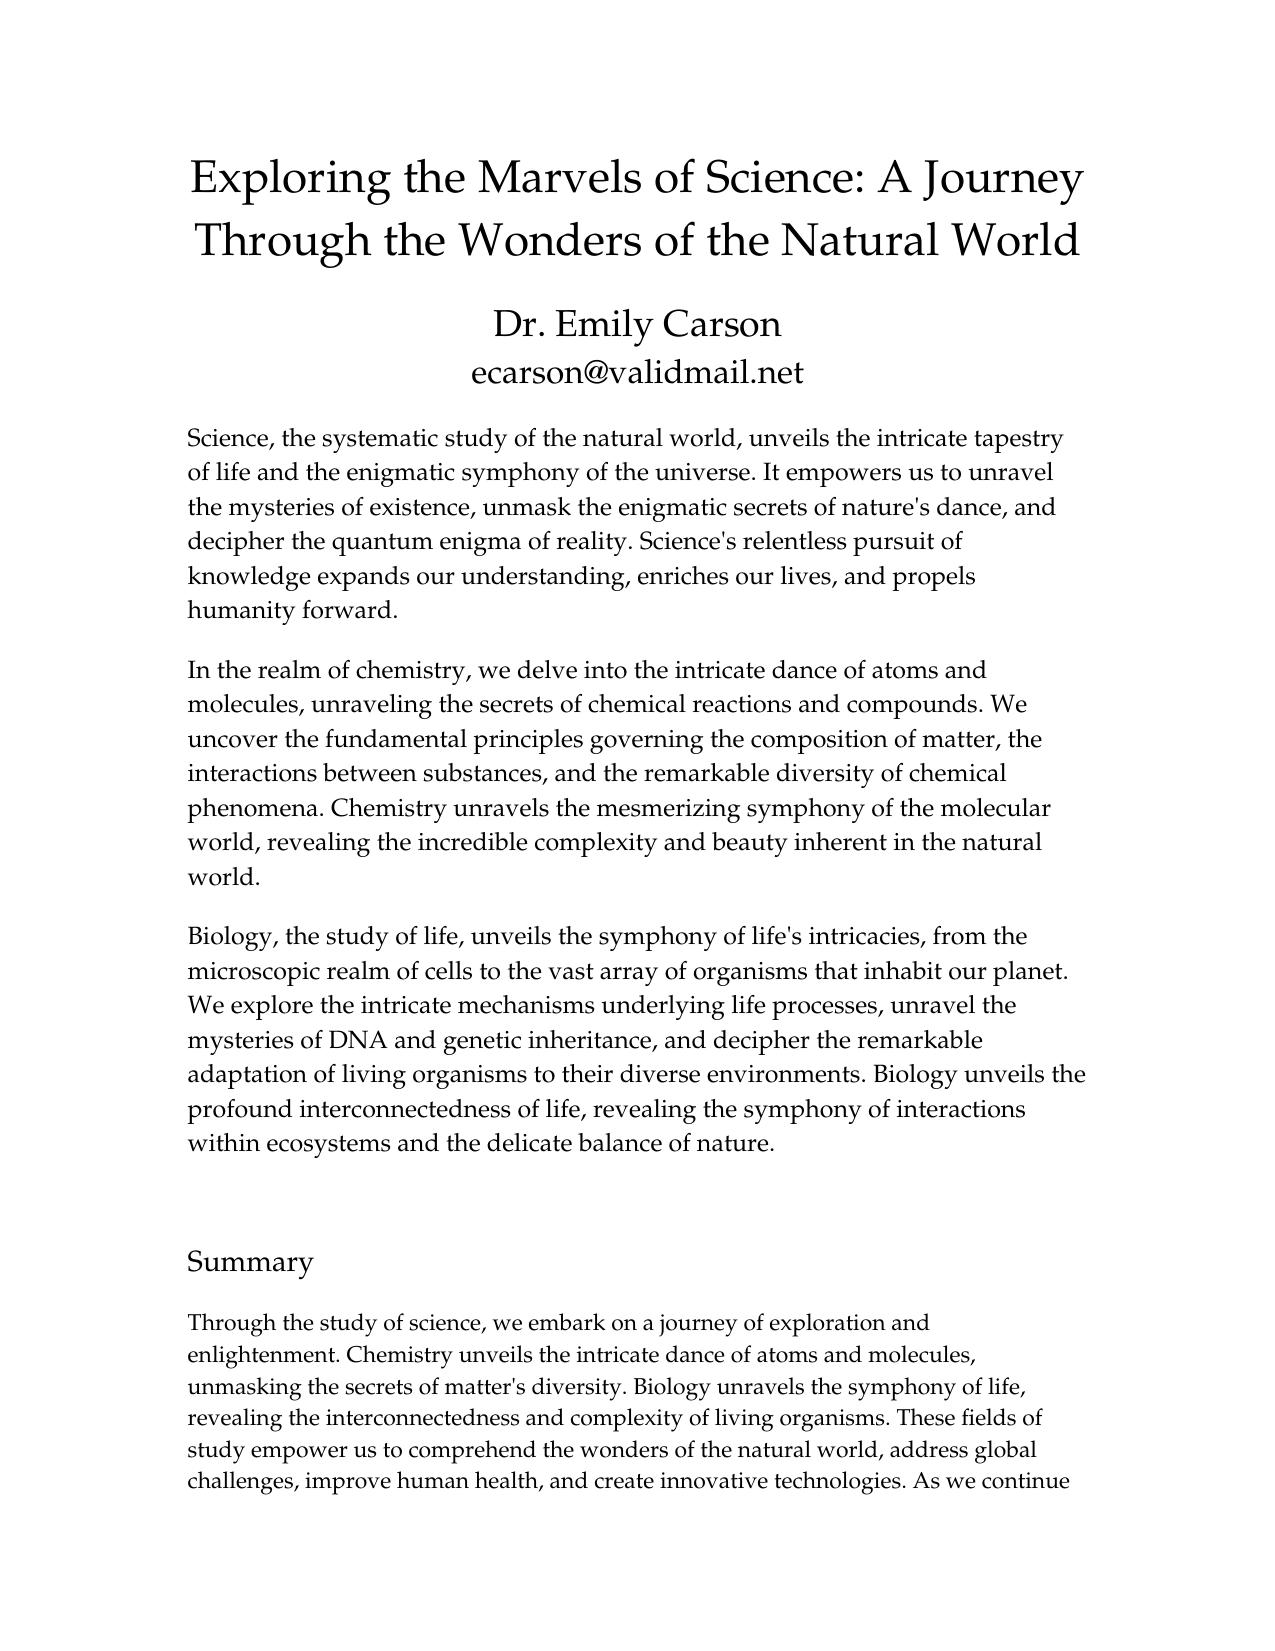 Exploring the Marvels of Science: A Journey
Through the Wonders of the Natural World
Dr. Emily Carson
ecarson@validmail.net
Science, the systematic study of the natural world, unveils the intricate tapestry
of life and the enigmatic symphony of the universe. It empowers us to unravel
the mysteries of existence, unmask the enigmatic secrets of nature's dance, and
decipher the quantum enigma of reality. Science's relentless pursuit of
knowledge expands our understanding, enriches our lives, and propels
humanity forward.
In the realm of chemistry, we delve into the intricate dance of atoms and
molecules, unraveling the secrets of chemical reactions and compounds. We
uncover the fundamental principles governing the composition of matter, the
interactions between substances, and the remarkable diversity of chemical
phenomena. Chemistry unravels the mesmerizing symphony of the molecular
world, revealing the incredible complexity and beauty inherent in the natural
world.
Biology, the study of life, unveils the symphony of life's intricacies, from the
microscopic realm of cells to the vast array of organisms that inhabit our planet.
We explore the intricate mechanisms underlying life processes, unravel the
mysteries of DNA and genetic inheritance, and decipher the remarkable
adaptation of living organisms to their diverse environments. Biology unveils the
profound interconnectedness of life, revealing the symphony of interactions
within ecosystems and the delicate balance of nature.
Summary
Through the study of science, we embark on a journey of exploration and
enlightenment. Chemistry unveils the intricate dance of atoms and molecules,
unmasking the secrets of matter's diversity. Biology unravels the symphony of life,
revealing the interconnectedness and complexity of living organisms. These fields of
study empower us to comprehend the wonders of the natural world, address global
challenges, improve human health, and create innovative technologies. As we continue